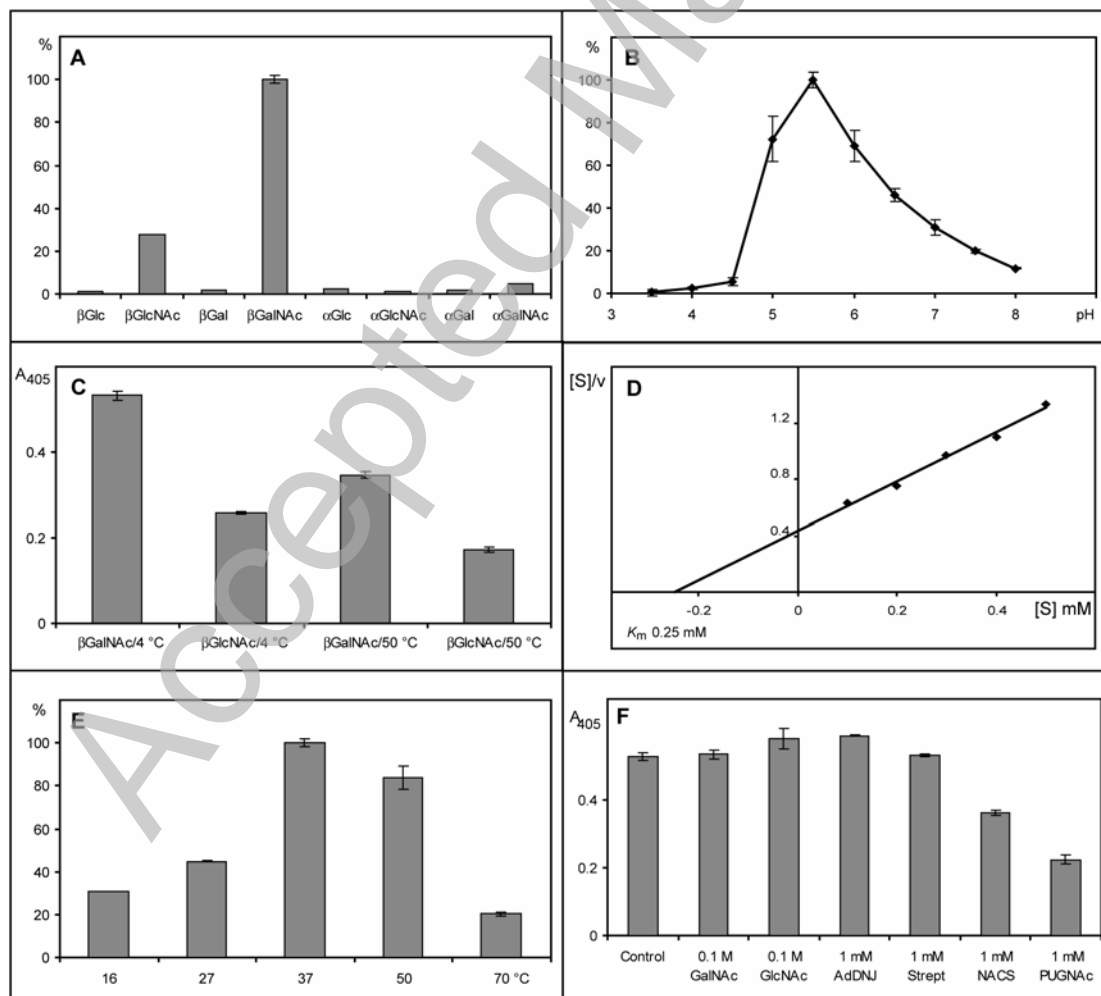 Accepted Ma
%
A
100
80
60
40
20
0
βGlc βGlcNAc βGal βGalNAc αGlc αGlcNAc αGal αGalNAc
%
B
100
80
60
40
20
0
3 4 5 6 7 8 pH
A405
C
0.4
0.2
0
βGalNAc/4 °C βGlcNAc/4 °C βGalNAc/50 °C βGlcNAc/50 °C
[S]/v
D
1.2
0.8
0.4
-0.2 0 0.2 0.4 [S] mM
Km 0.25 mM
%
E
100
80
60
40
20
0
16 27 37 50 70 °C
A405
F
0.4
0.2
0
Control 0.1 M 0.1 M 1 mM 1 mM 1 mM 1 mM
GalNAc GlcNAc AdDNJ Strept NACS PUGNAc